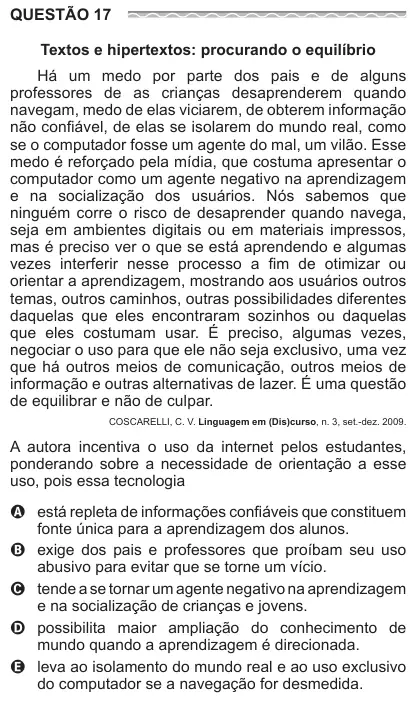 QUESTÃO 17
Textos e hipertextos: procurando o equilíbrio
Há um medo por parte dos pais e de alguns
professores de as crianças desaprenderem quando
navegam, medo de elas viciarem, de obterem informação
não confiável, de elas se isolarem do mundo real, como
se o computador fosse um agente do mal, um vilão. Esse
medo é reforçado pela mídia, que costuma apresentar o
computador como um agente negativo na aprendizagem
e na socialização dos usuários. Nós sabemos que
ninguém corre o risco de desaprender quando navega,
seja em ambientes digitais ou em materiais impressos,
mas é preciso ver o que se está aprendendo e algumas
vezes interferir nesse processo a fim de otimizar ou
orientar a aprendizagem, mostrando aos usuários outros
temas, outros caminhos, outras possibilidades diferentes
daquelas que eles encontraram sozinhos ou daquelas
que eles costumam usar. É preciso, algumas vezes,
negociar o uso para que ele não seja exclusivo, uma vez
que há outros meios de comunicação, outros meios de
informação e outras alternativas de lazer. É uma questão
de equilibrar e não de culpar.
COSCARELLI, C. V. Linguagem em (Dis)curso, n. 3, set.-dez. 2009.
A autora incentiva o uso da internet pelos estudantes,
ponderando sobre a necessidade de orientação a esse
uso, pois essa tecnologia
A está repleta de informações confiáveis que constituem
fonte única para a aprendizagem dos alunos.
B exige dos pais e professores que proíbam seu uso
abusivo para evitar que se torne um vício.
C tende a se tornar um agente negativo na aprendizagem
e na socialização de crianças e jovens.
D possibilita maior ampliação do conhecimento de
mundo quando a aprendizagem é direcionada.
E leva ao isolamento do mundo real e ao uso exclusivo
do computador se a navegação for desmedida.